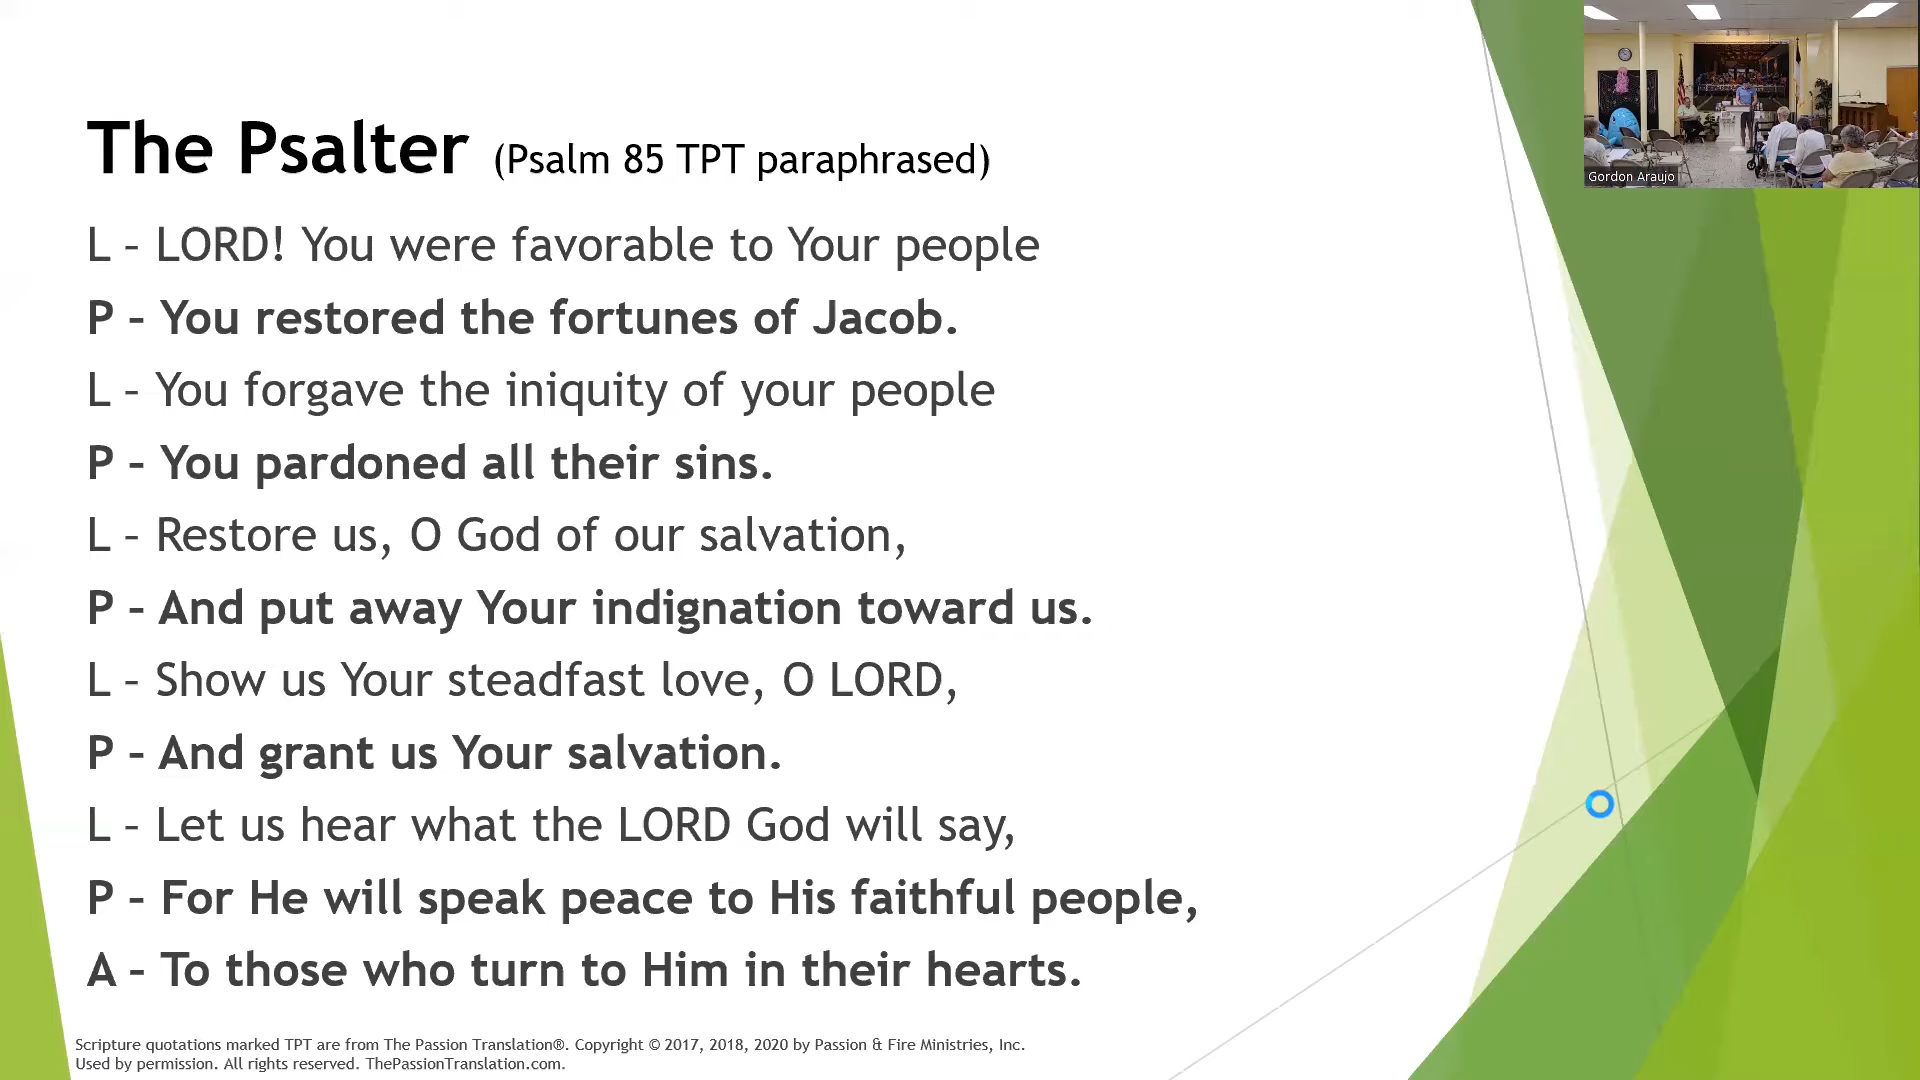 The Psalter (Psalm 85 TPT paraphrased)
L – LORD! You were favorable to Your people
P – You restored the fortunes of Jacob.
L – You forgave the iniquity of your people
P – You pardoned all their sins.
L – Restore us, O God of our salvation,
P – And put away Your indignation toward us.
L – Show us Your steadfast love, O LORD,
P – And grant us Your salvation.
L – Let us hear what the LORD God will say,
P – For He will speak peace to His faithful people,
A – To those who turn to Him in their hearts.
Scripture quotations marked TPT are from The Passion Translation®. Copyright © 2017, 2018, 2020 by Passion & Fire Ministries, Inc.
Used by permission. All rights reserved. ThePassionTranslation.com.
Gordon Araujo